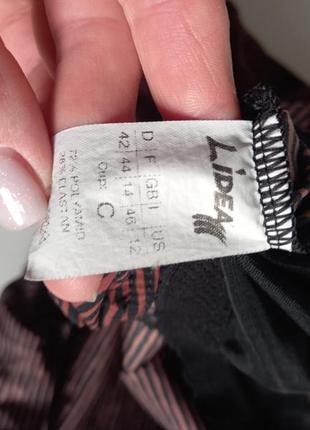 L'IDEA
D F GB I US
42 44 14 46 12
Cup: C
72% POLYAMID
28% ELASTAN